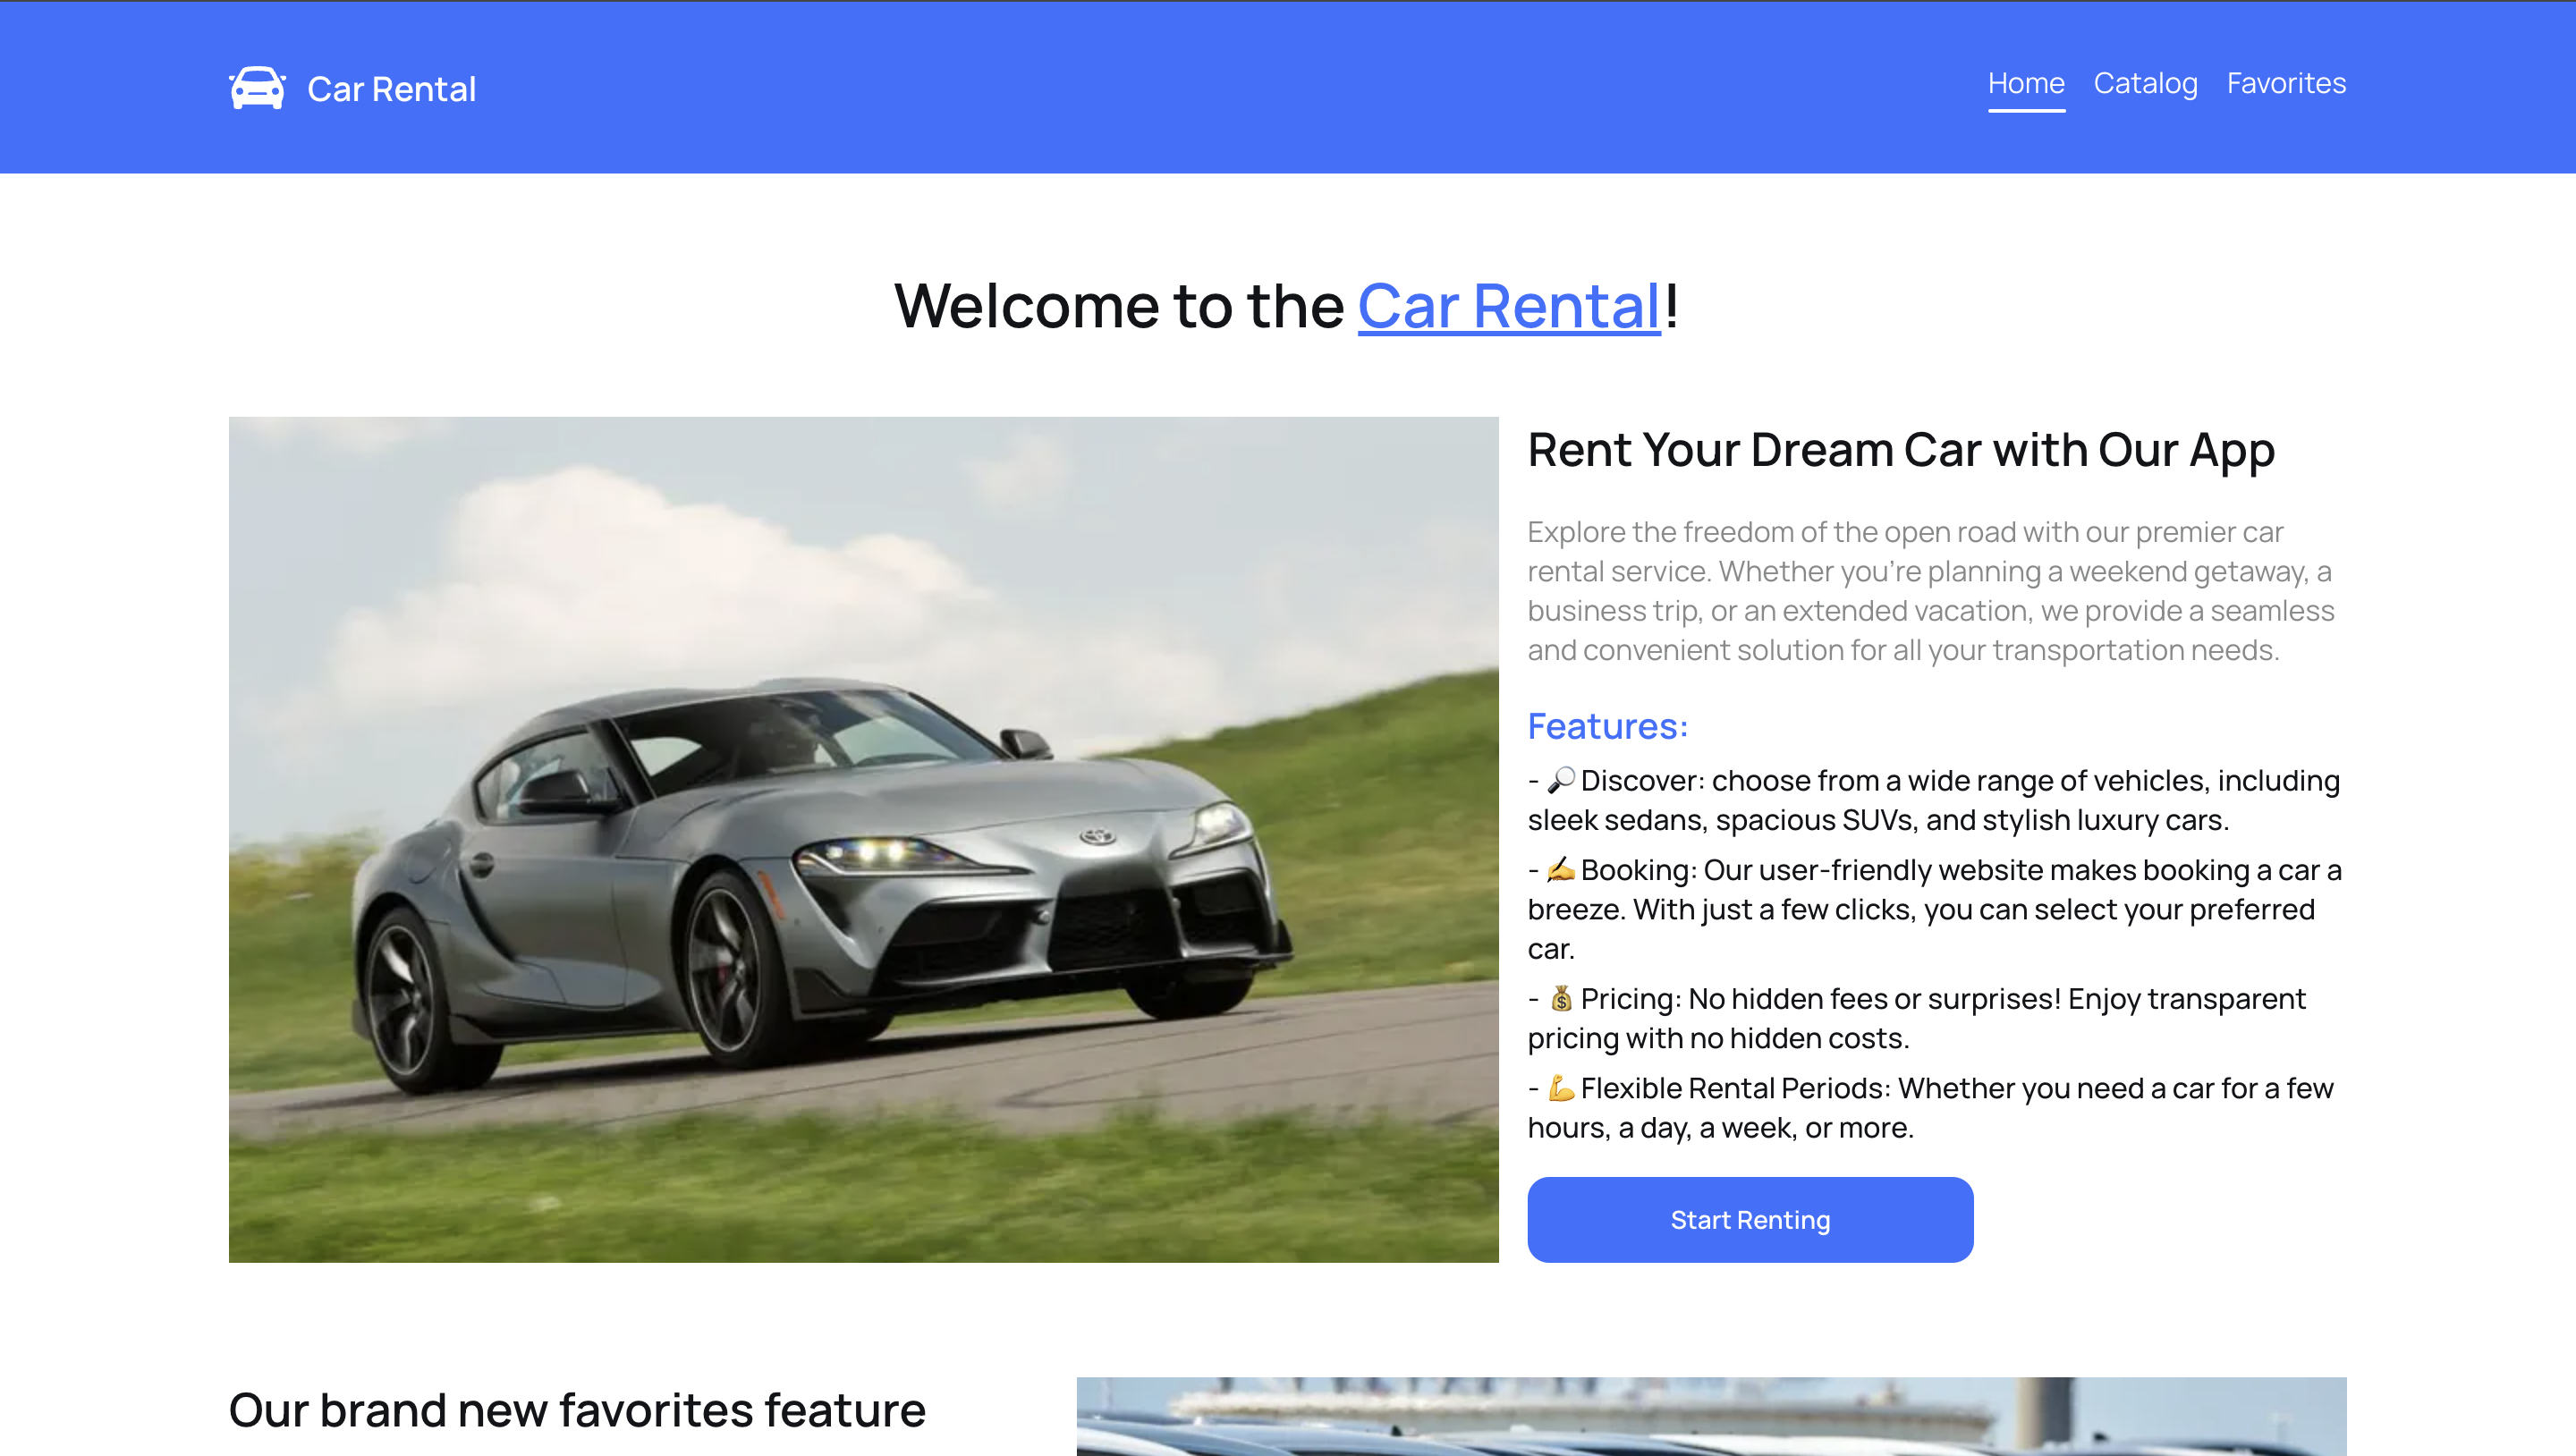 Car Rental
Home Catalog Favorites
Welcome to the Car Rental!
Rent Your Dream Car with Our App
Explore the freedom of the open road with our premier car
rental service. Whether you're planning a weekend getaway, a
business trip, or an extended vacation, we provide a seamless
and convenient solution for all your transportation needs.
Features:
- 🔎 Discover: choose from a wide range of vehicles, including
sleek sedans, spacious SUVs, and stylish luxury cars.
- ✍️ Booking: Our user-friendly website makes booking a car a
breeze. With just a few clicks, you can select your preferred
car.
- 💰 Pricing: No hidden fees or surprises! Enjoy transparent
pricing with no hidden costs.
- 💪 Flexible Rental Periods: Whether you need a car for a few
hours, a day, a week, or more.
Start Renting
Our brand new favorites feature